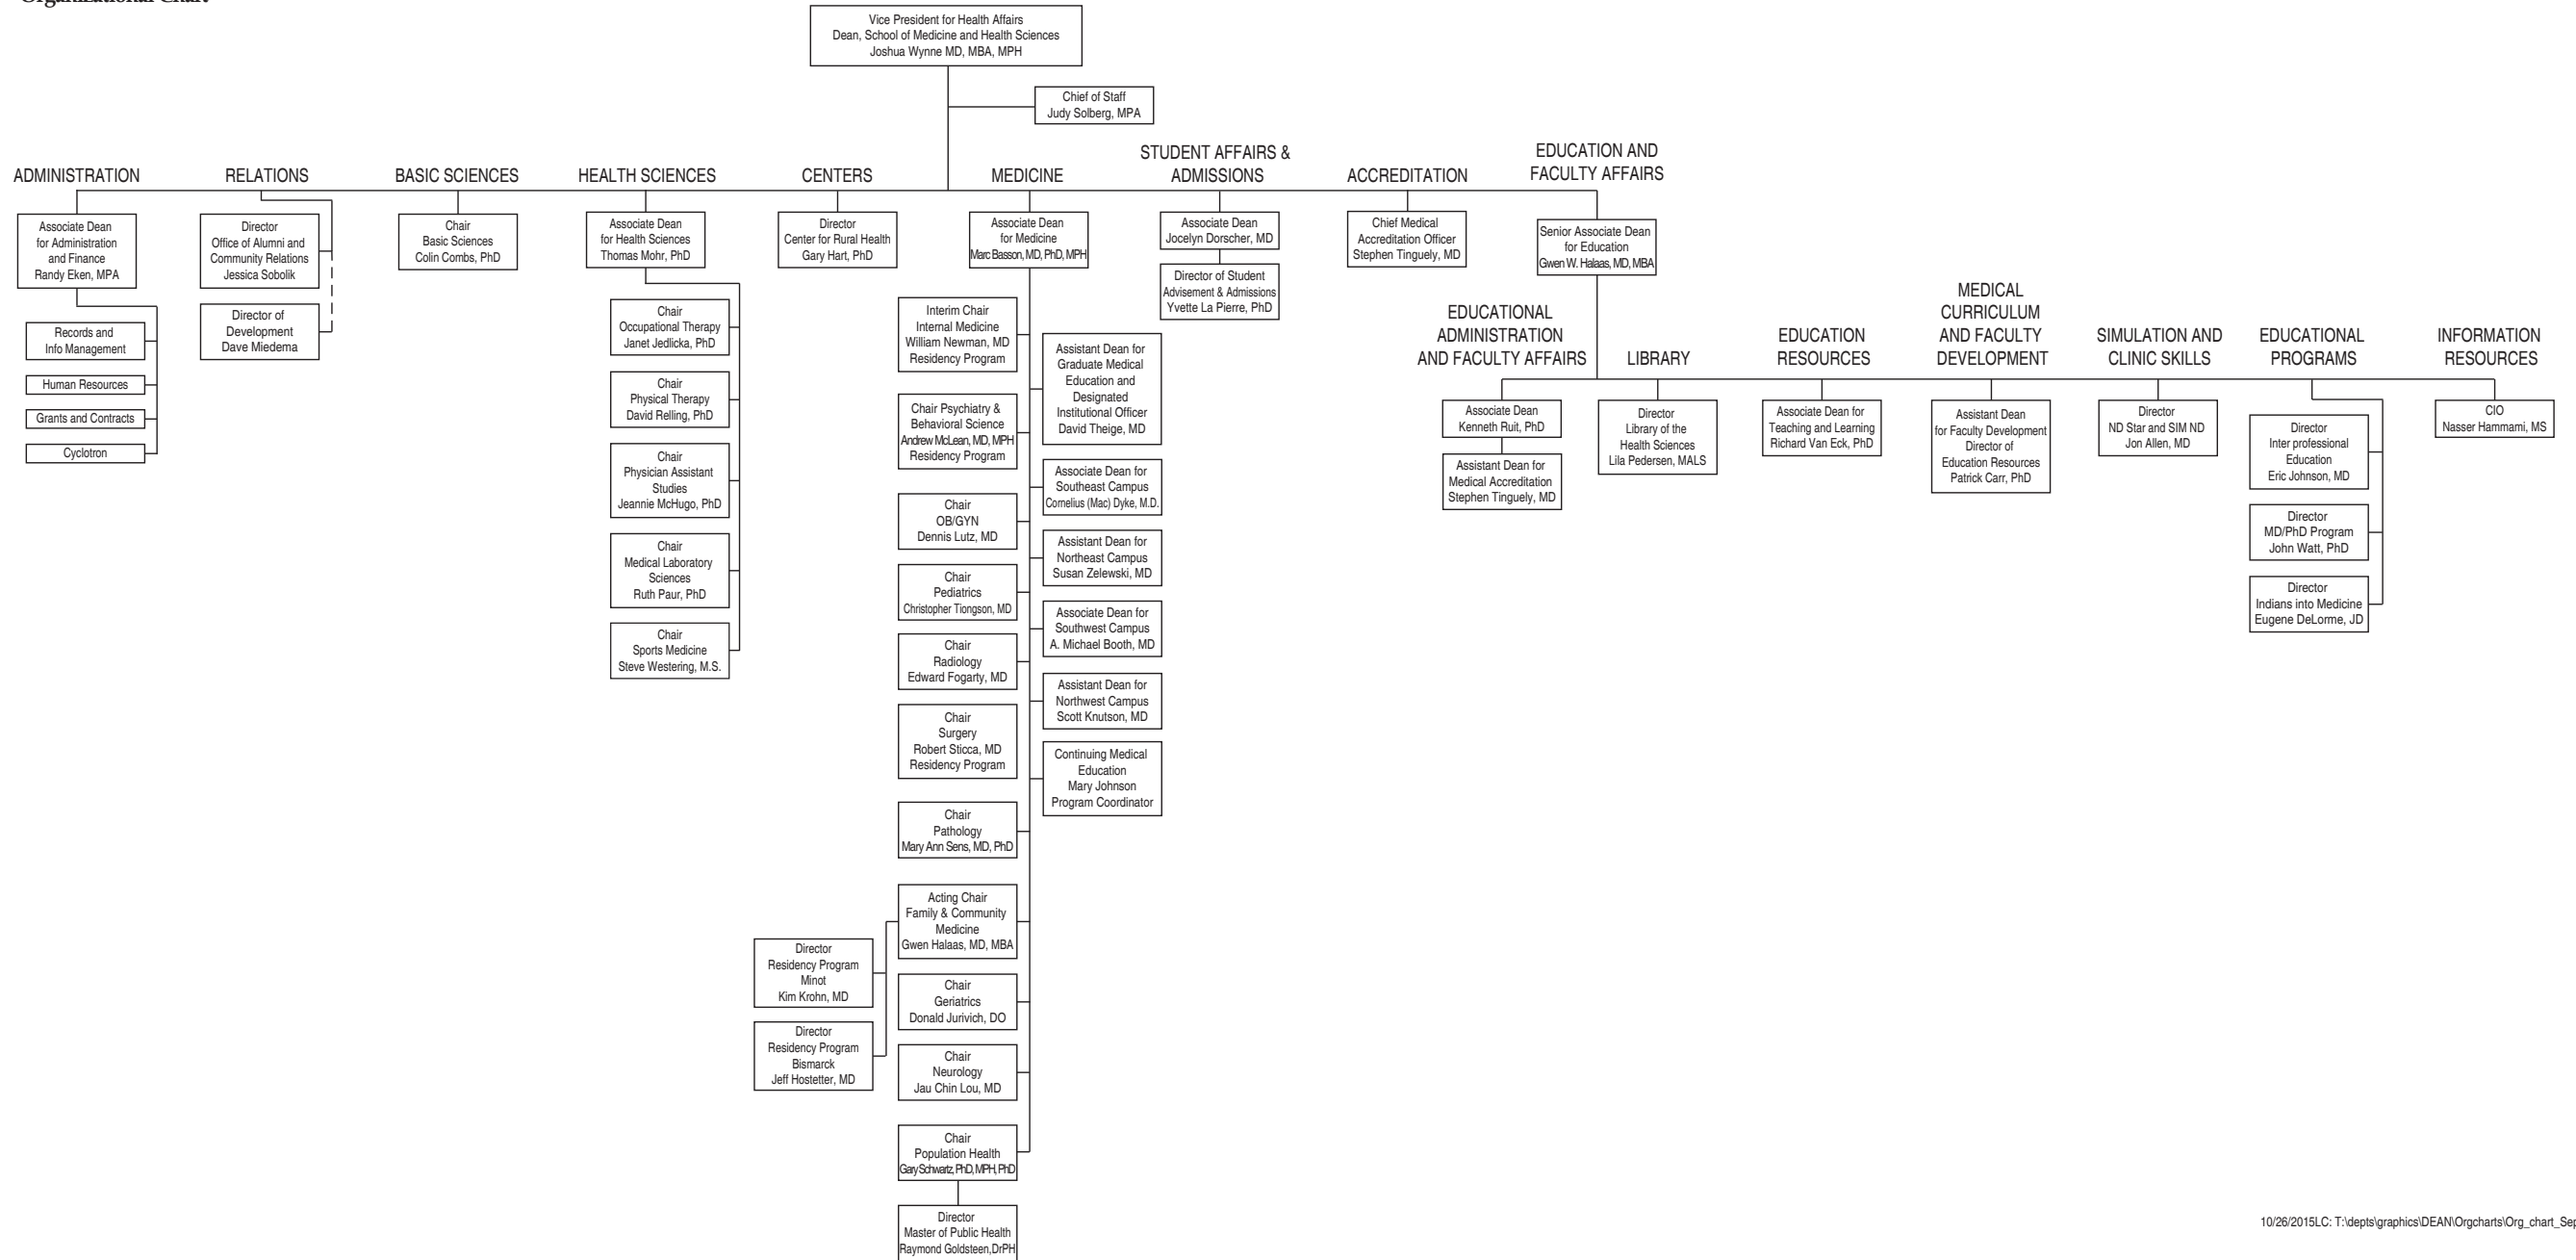 Organizational Chart
Vice President for Health Affairs
Dean, School of Medicine and Health Sciences
Joshua Wynne MD, MBA, MPH
Chief of Staff
Judy Solberg, MPA
ADMINISTRATION
Associate Dean
for Administration
and Finance
Randy Eken, MPA
Records and
Info Management
Human Resources
Grants and Contracts
Cyclotron
RELATIONS
Director
Office of Alumni and
Community Relations
Jessica Sobolik
Director of
Development
Dave Miedema
BASIC SCIENCES
Chair
Basic Sciences
Colin Combs, PhD
HEALTH SCIENCES
Associate Dean
for Health Sciences
Thomas Mohr, PhD
Chair
Occupational Therapy
Janet Jedlicka, PhD
Chair
Physical Therapy
David Relling, PhD
Chair
Physician Assistant
Studies
Jeannie McHugo, PhD
Chair
Medical Laboratory
Sciences
Ruth Paur, PhD
Chair
Sports Medicine
Steve Westering, M.S.
CENTERS
Director
Center for Rural Health
Gary Hart, PhD
MEDICINE
Associate Dean
for Medicine
Marc Basson, MD, PhD, MPH
Interim Chair
Internal Medicine
William Newman, MD
Residency Program
Chair Psychiatry &
Behavioral Science
Andrew McLean, MD, MPH
Residency Program
Chair
OB/GYN
Dennis Lutz, MD
Chair
Pediatrics
Christopher Tiongson, MD
Chair
Radiology
Edward Fogarty, MD
Chair
Surgery
Robert Sticca, MD
Residency Program
Chair
Pathology
Mary Ann Sens, MD, PhD
Acting Chair
Family & Community
Medicine
Gwen Halaas, MD, MBA
Director
Residency Program
Minot
Kim Krohn, MD
Director
Residency Program
Bismarck
Jeff Hostetter, MD
Chair
Geriatrics
Donald Jurivich, DO
Chair
Neurology
Jau Chin Lou, MD
Chair
Population Health
Gary Schwartz, PhD, MPH, PhD
Director
Master of Public Health
Raymond Goldsteen, DrPH
Assistant Dean for
Graduate Medical
Education and
Designated
Institutional Officer
David Theige, MD
Associate Dean for
Southeast Campus
Cornelius (Mac) Dyke, M.D.
Assistant Dean for
Northeast Campus
Susan Zelewski, MD
Associate Dean for
Southwest Campus
A. Michael Booth, MD
Assistant Dean for
Northwest Campus
Scott Knutson, MD
Continuing Medical
Education
Mary Johnson
Program Coordinator
STUDENT AFFAIRS &
ADMISSIONS
Associate Dean
Jocelyn Dorscher, MD
Director of Student
Advisement & Admissions
Yvette La Pierre, PhD
ACCREDITATION
Chief Medical
Accreditation Officer
Stephen Tinguely, MD
EDUCATION AND
FACULTY AFFAIRS
Senior Associate Dean
for Education
Gwen W. Halaas, MD, MBA
EDUCATIONAL
ADMINISTRATION
AND FACULTY AFFAIRS
Associate Dean
Kenneth Ruit, PhD
Assistant Dean for
Medical Accreditation
Stephen Tinguely, MD
LIBRARY
Director
Library of the
Health Sciences
Lila Pedersen, MALS
EDUCATION
RESOURCES
Associate Dean for
Teaching and Learning
Richard Van Eck, PhD
MEDICAL
CURRICULUM
AND FACULTY
DEVELOPMENT
Assistant Dean
for Faculty Development
Director of
Education Resources
Patrick Carr, PhD
SIMULATION AND
CLINIC SKILLS
Director
ND Star and SIM ND
Jon Allen, MD
EDUCATIONAL
PROGRAMS
Director
Inter professional
Education
Eric Johnson, MD
Director
MD/PhD Program
John Watt, PhD
Director
Indians into Medicine
Eugene DeLorme, JD
INFORMATION
RESOURCES
CIO
Nasser Hammami, MS
10/26/2015LC: T:\depts\graphics\DEAN\Orgcharts\Org_chart_Sep